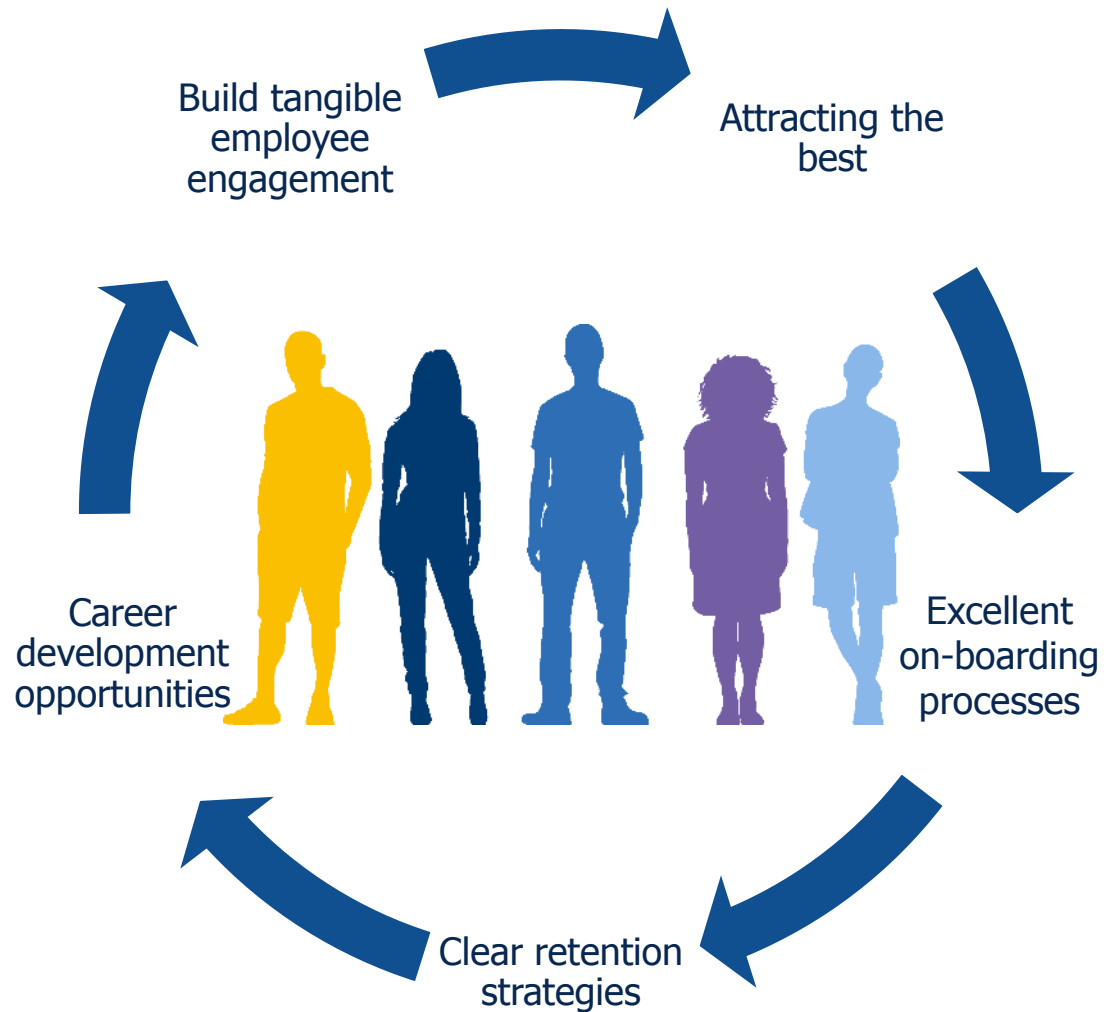 Build tangible
employee
engagement
Attracting the
best
Excellent
on-boarding
processes
Clear retention
strategies
Career
development
opportunities